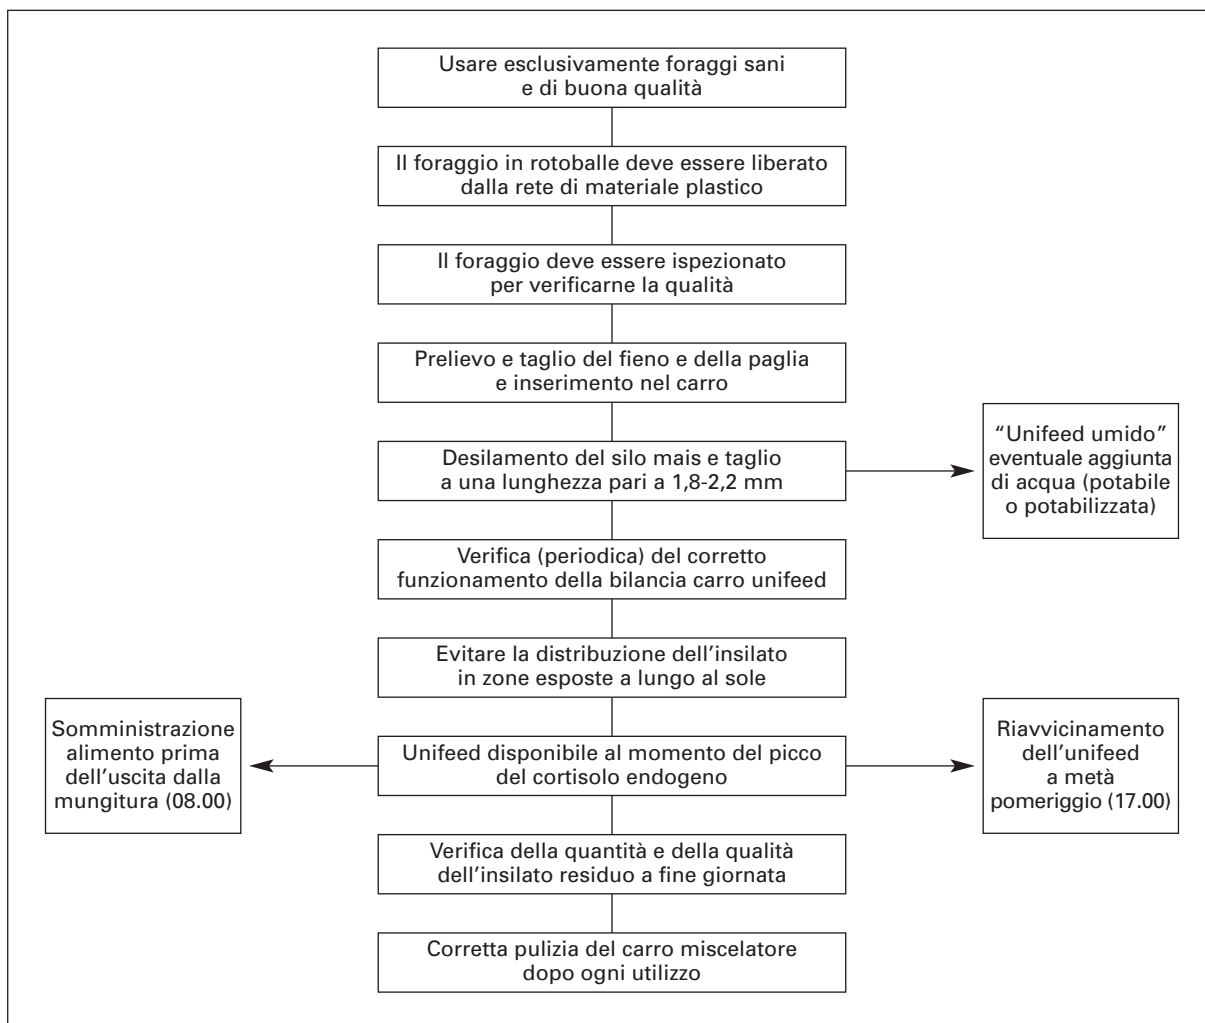 Usare esclusivamente foraggi sani
e di buona qualità
Il foraggio in rotoballe deve essere liberato
dalla rete di materiale plastico
Il foraggio deve essere ispezionato
per verificarne la qualità
Prelievo e taglio del fieno e della paglia
e inserimento nel carro
Desilamento del silo mais e taglio
a una lunghezza pari a 1,8-2,2 mm
“Unifeed umido”
eventuale aggiunta
di acqua (potabile
o potabilizzata)
Verifica (periodica) del corretto
funzionamento della bilancia carro unifeed
Evitare la distribuzione dell’insilato
in zone esposte a lungo al sole
Somministrazione
alimento prima
dell’uscita dalla
mungitura (08.00)
Unifeed disponibile al momento del picco
del cortisolo endogeno
Riavvicinamento
dell’unifeed
a metà
pomeriggio (17.00)
Verifica della quantità e della qualità
dell’insilato residuo a fine giornata
Corretta pulizia del carro miscelatore
dopo ogni utilizzo